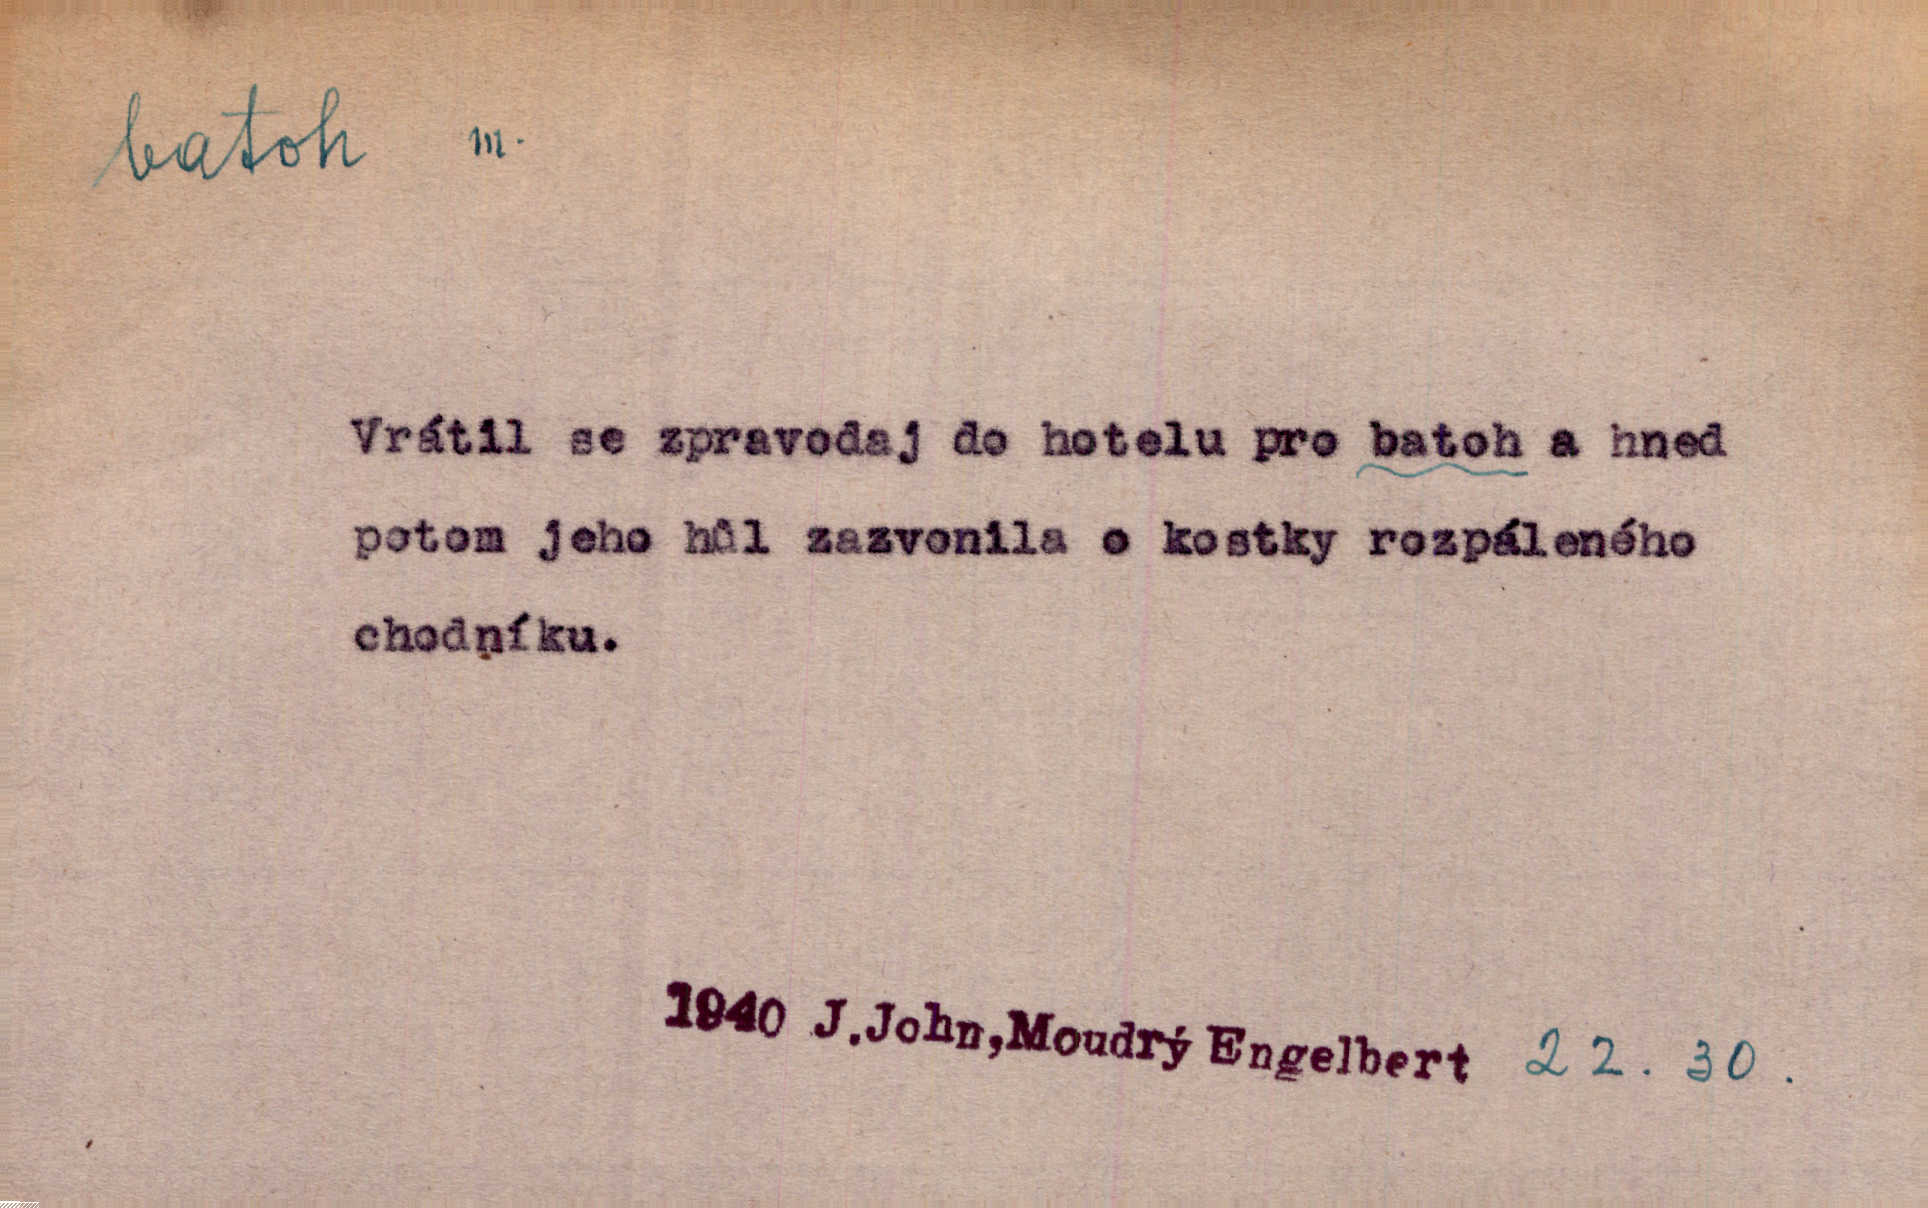 batoh m.
Vrátil se zpravodaj do hotelu pro batoh a hned
potom jeho hůl zazvonila o kostky rozpáleného
chodníku.
1940 J.John,Moudrý Engelbert 22. 30.